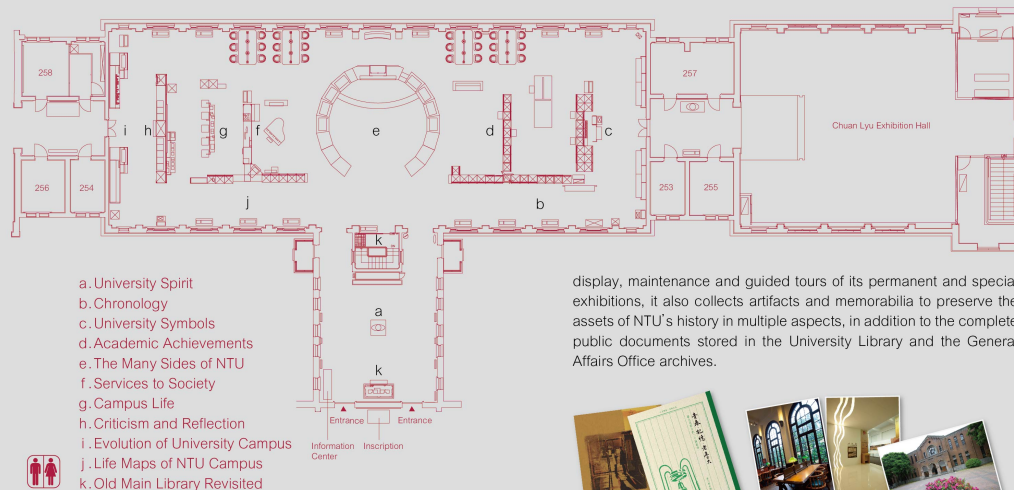 258
257
i
h
g
f
e
d
c
Chuan Lyu Exhibition Hall
256
254
253
255
j
b
k
a
k
Entrance
Entrance
Information Center
Inscription
a. University Spirit
b. Chronology
c. University Symbols
d. Academic Achievements
e. The Many Sides of NTU
f. Services to Society
g. Campus Life
h. Criticism and Reflection
i. Evolution of University Campus
j. Life Maps of NTU Campus
k. Old Main Library Revisited
display, maintenance and guided tours of its permanent and specia
exhibitions, it also collects artifacts and memorabilia to preserve the
assets of NTU's history in multiple aspects, in addition to the complete
public documents stored in the University Library and the Genera
Affairs Office archives.